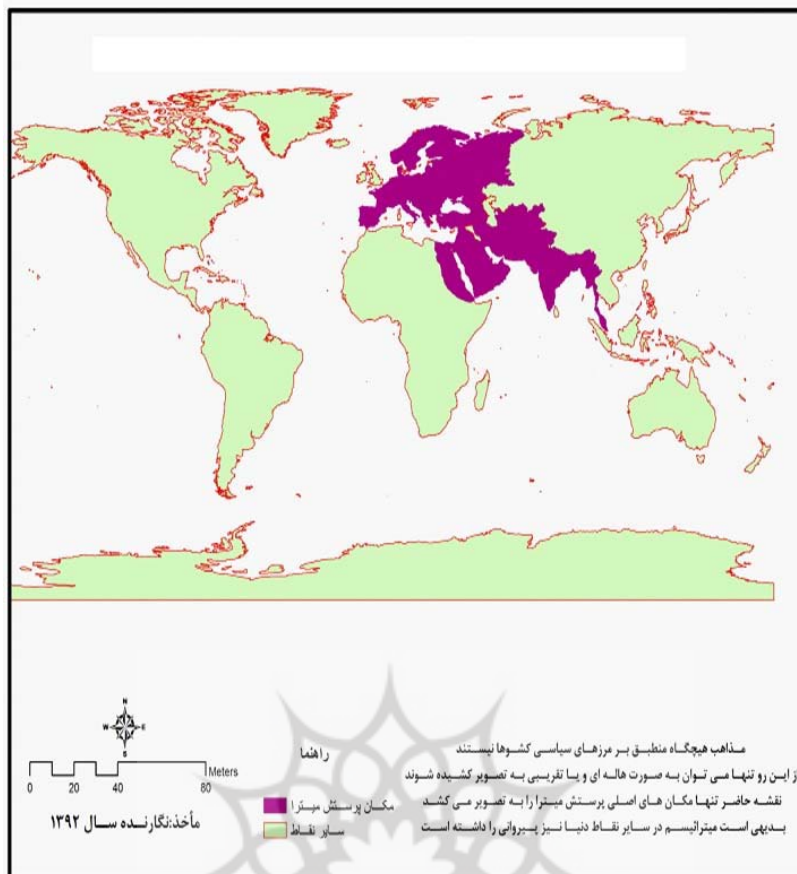 N
W E
S
0 20 40 80
Meters
مأخذ:نگارنده سال ۱۳۹۲
راهنما
مکان پرستش میترا
سایر نقاط
مذاهب هیچگاه منطبق بر مرزهای سیاسی کشوها نیستند
از این رو تنها می توان به صورت هاله ای و یا تقریبی به تصویر کشیده شوند
نقشه حاضر تنها مکان های اصلی پرستش میترا را به تصویر می کشد
بدیهی است میترائیسم در سایر نقاط دنیا نیز پیروانی را داشته است